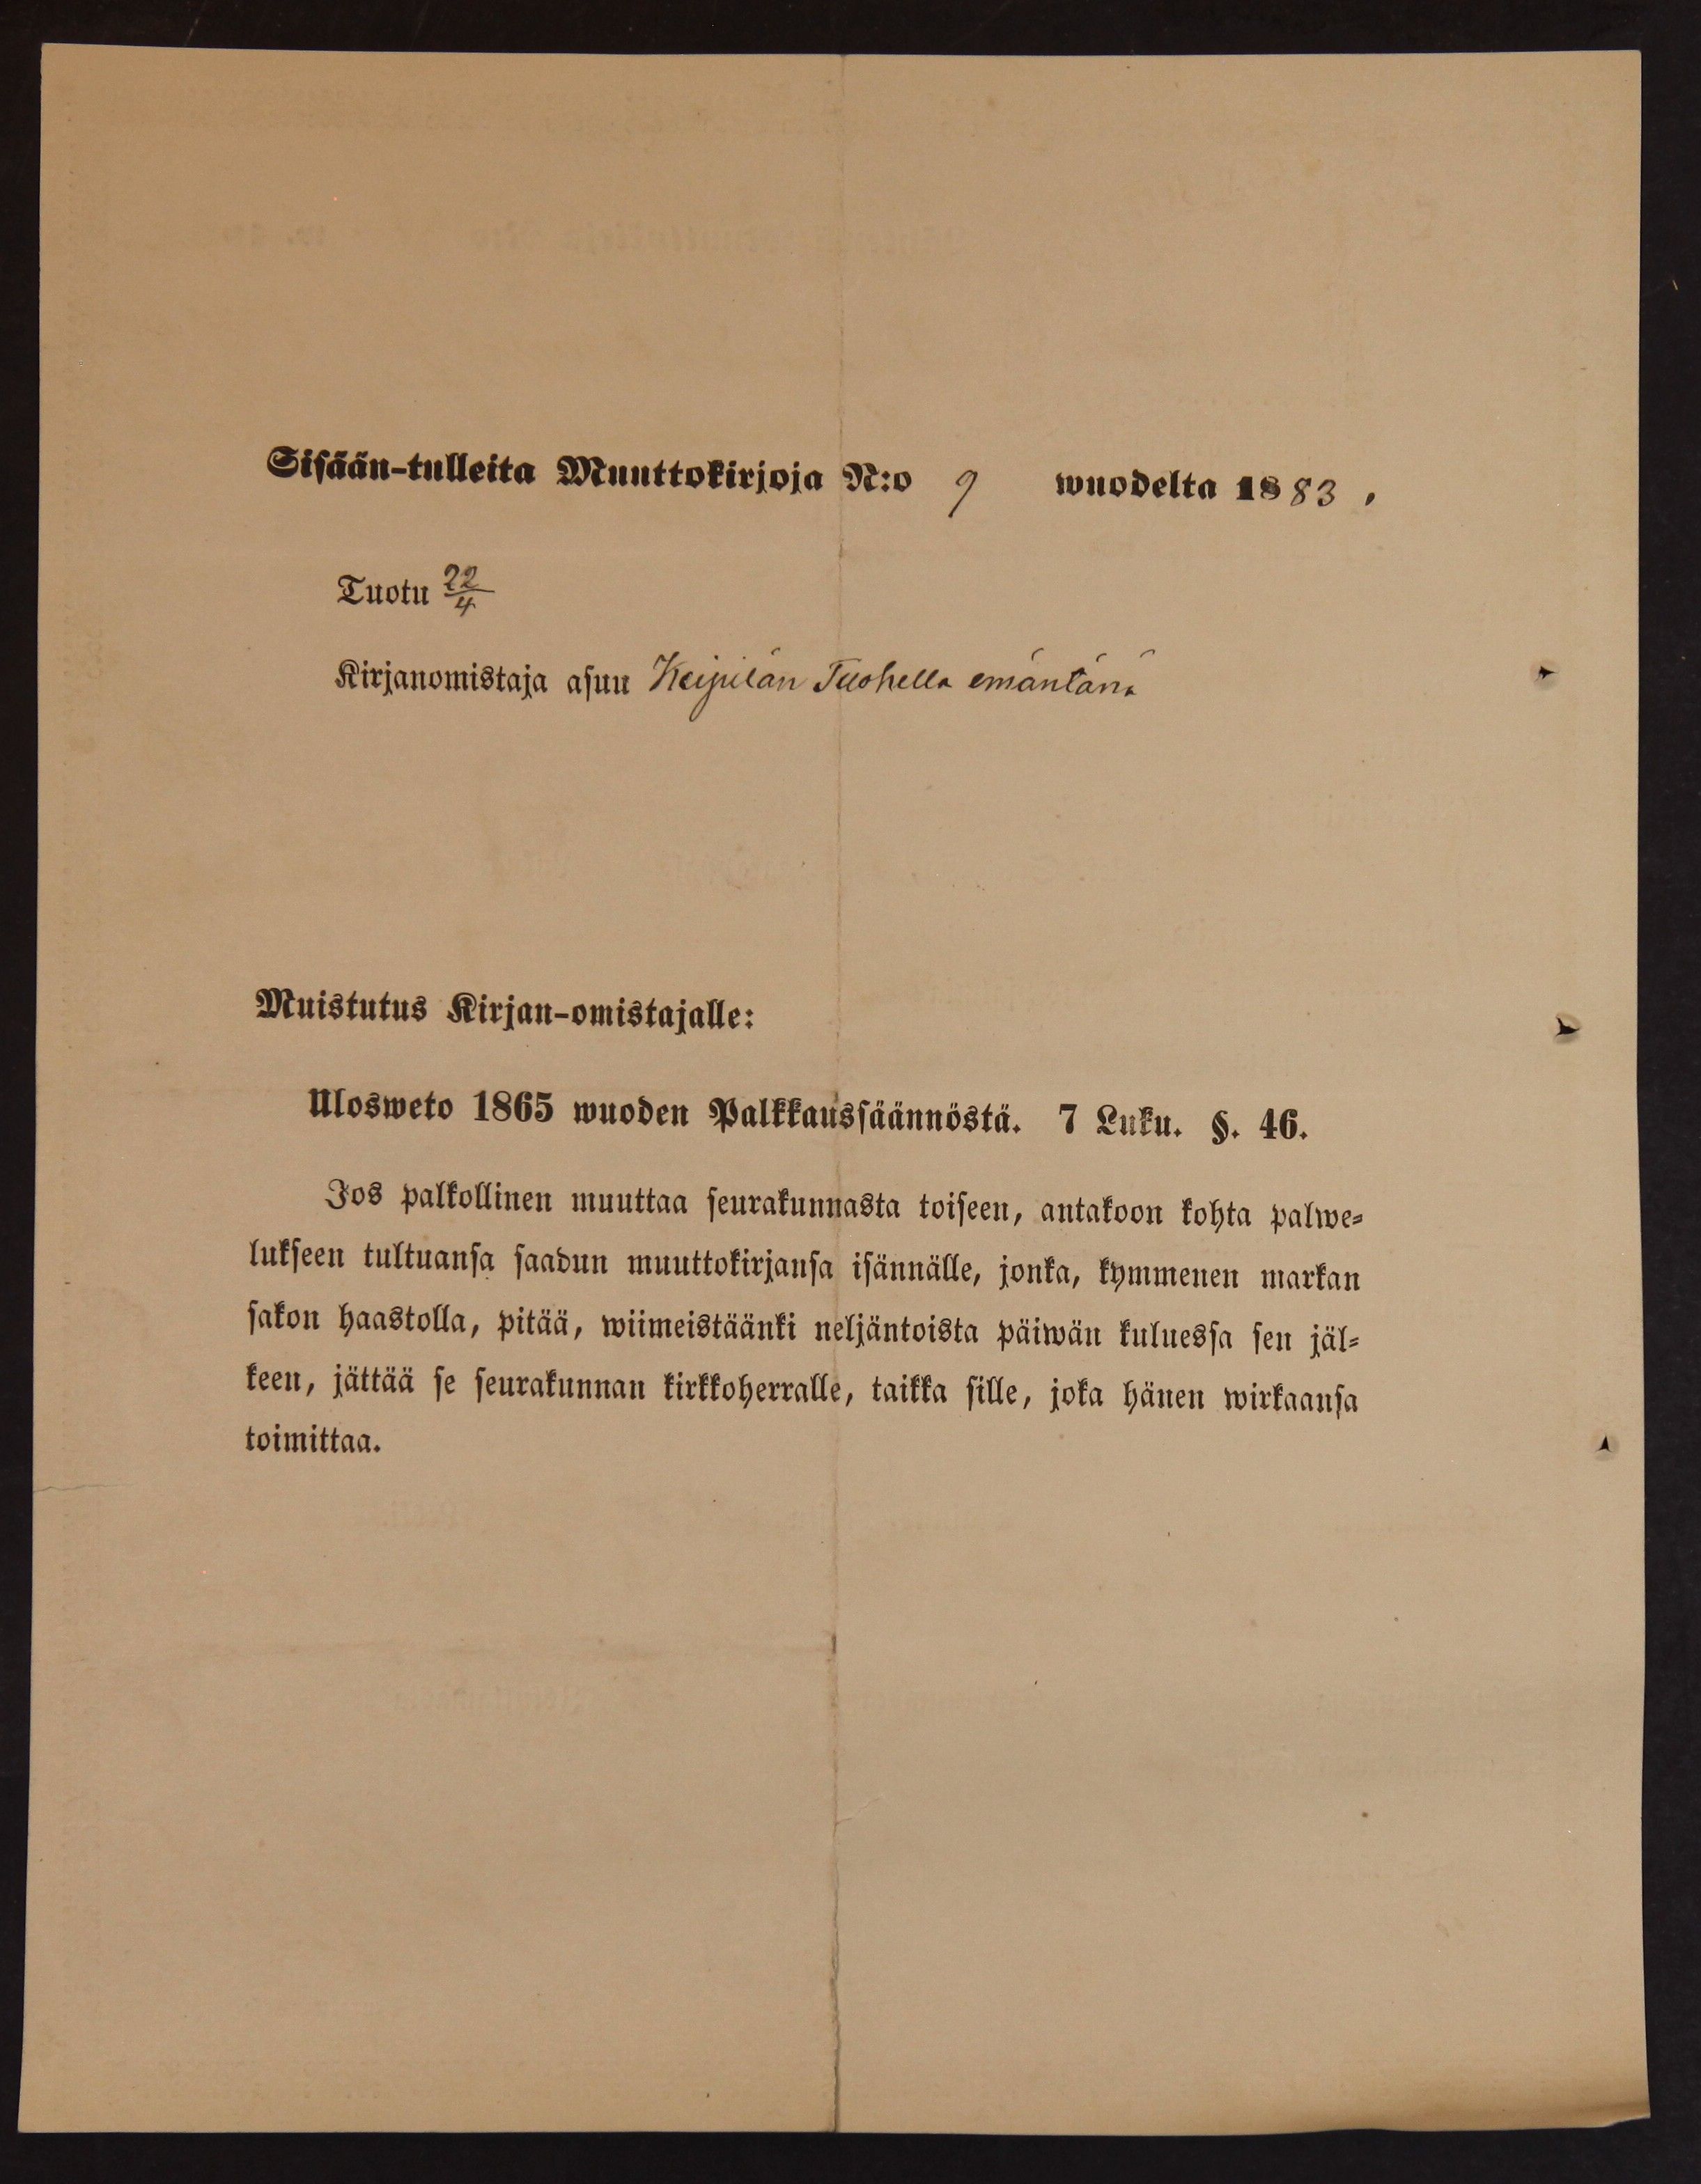 Sisään-tulleita Muuttokirjoja N:o 9 wuodelta 1883.
Tuotu 22/4
Kirjanomistaja asuu Keipilän Tuohella emäntänä
Muistutus Kirjan-omistajalle:
Ulosweto 1865 wuoden Palkkaussäännöstä. 7 Luku. §. 46.
Jos palkollinen muuttaa seurakunnasta toiseen, antakoon kohta palwe-
lukseen tultuansa saadun muuttokirjansa isännälle, jonka, kymmenen markan
sakon haastolla, pitää, wiimeistäänki neljäntoista päiwän kuluessa sen jäl-
keen, jättää se seurakunnan kirkkoherralle, taikka sille, joka hänen wirkaansa
toimittaa.